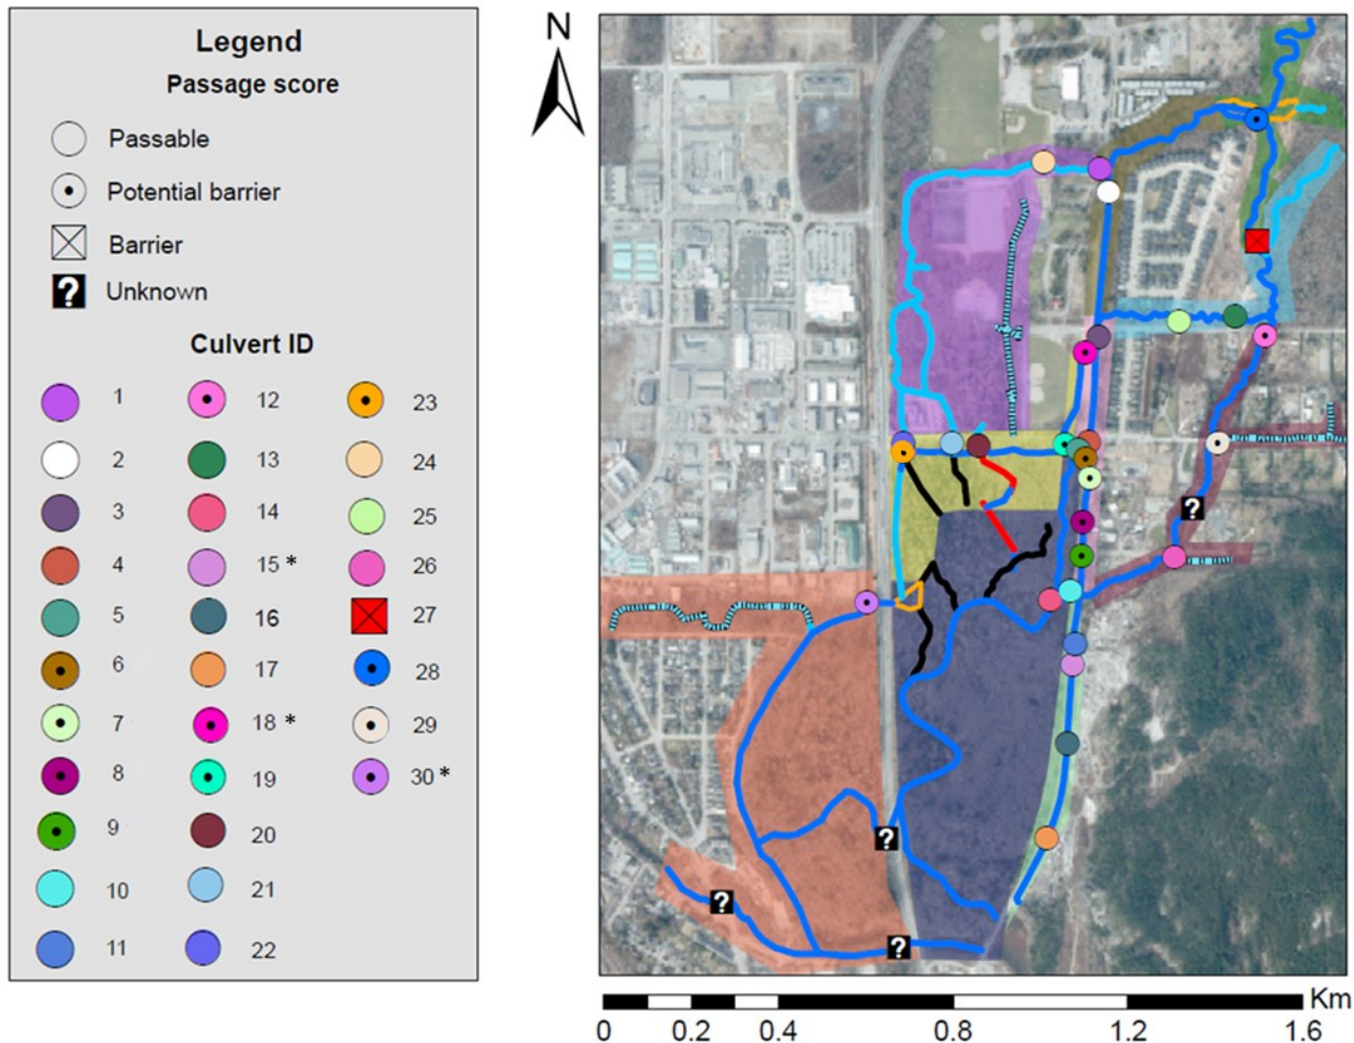 Legend
Passage score
Passable
Potential barrier
Barrier
? Unknown
Culvert ID
1 12 23
2 13 24
3 14 25
4 15 * 26
5 16 27
6 17 28
7 18 * 29
8 19 30 *
9 20
10 21
11 22
N
?
?
?
?
Km
0 0.2 0.4 0.8 1.2 1.6